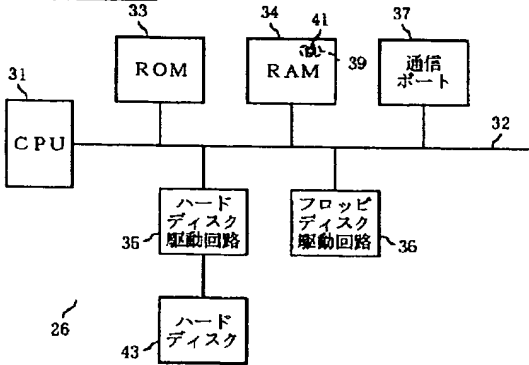 33
34
41
37
31
ROM
RAM
39
通信
ポート
CPU
32
ハード
ディスク
駆動回路
35
フロッピ
ディスク
駆動回路
36
26
ハード
ディスク
43